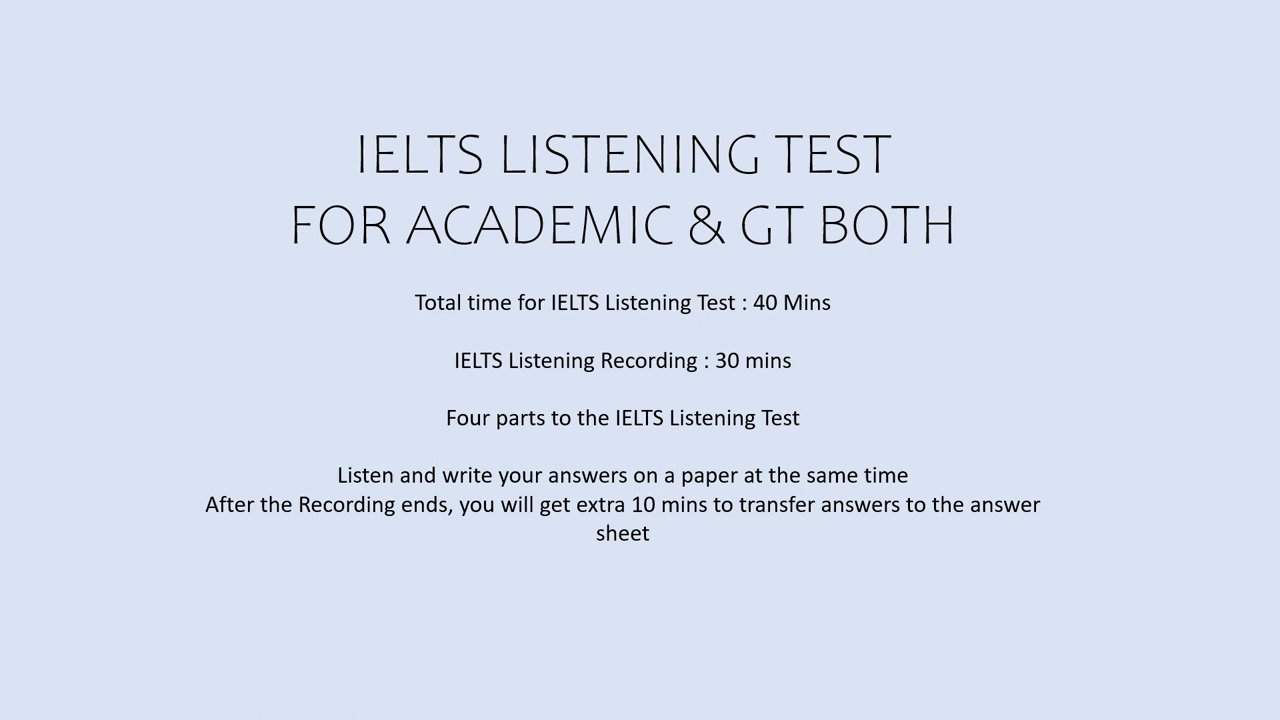 IELTS LISTENING TEST
FOR ACADEMIC & GT BOTH
Total time for IELTS Listening Test : 40 Mins
IELTS Listening Recording : 30 mins
Four parts to the IELTS Listening Test
Listen and write your answers on a paper at the same time
After the Recording ends, you will get extra 10 mins to transfer answers to the answer
sheet